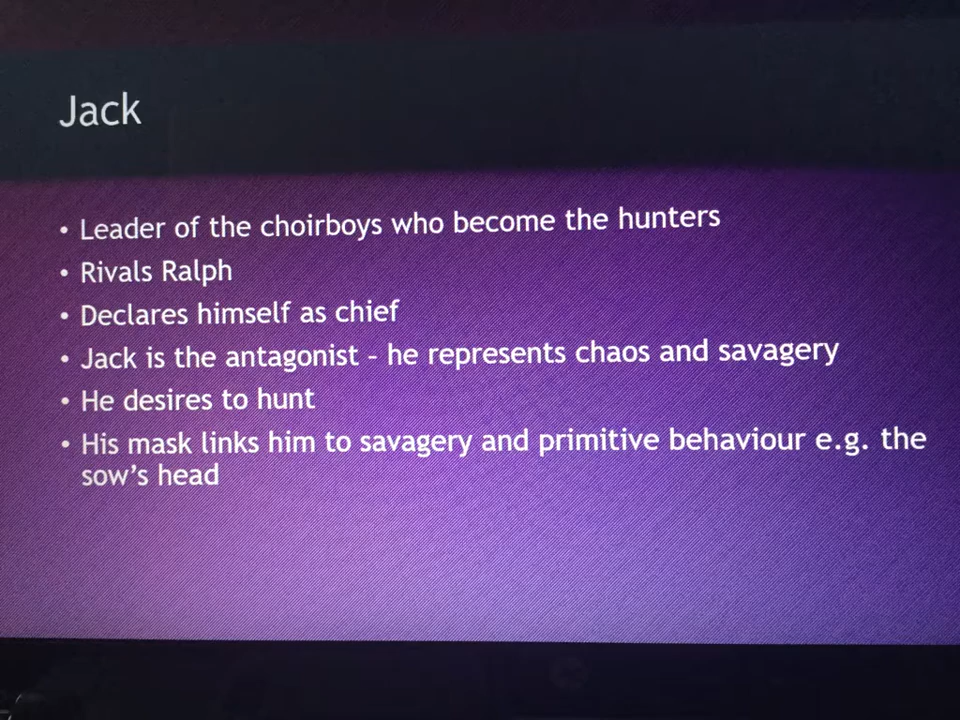 Jack
• Leader of the choirboys who become the hunters
• Rivals Ralph
• Declares himself as chief
• Jack is the antagonist – he represents chaos and savagery
• He desires to hunt
• His mask links him to savagery and primitive behaviour e.g. the
sow's head